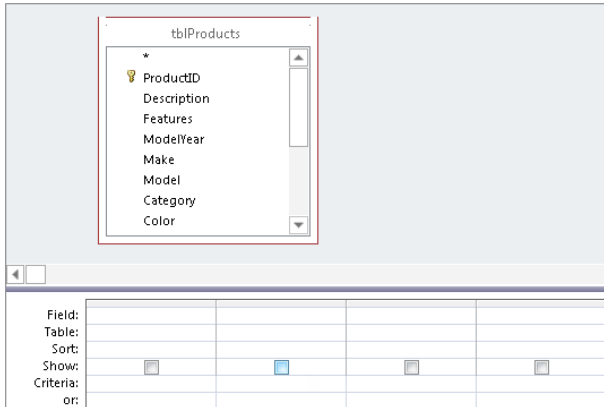 tblProducts
*
ProductID
Description
Features
ModelYear
Make
Model
Category
Color
Field:
Table:
Sort:
Show:
Criteria:
or: